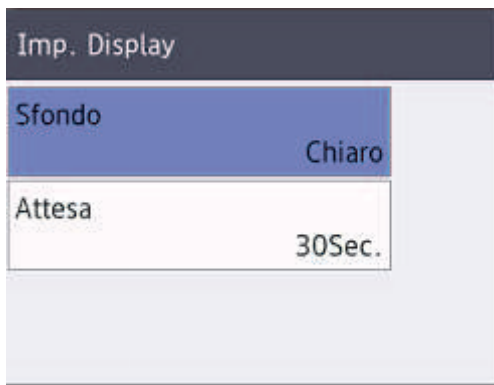 Imp. Display
Sfondo
Chiaro
Attesa
30Sec.